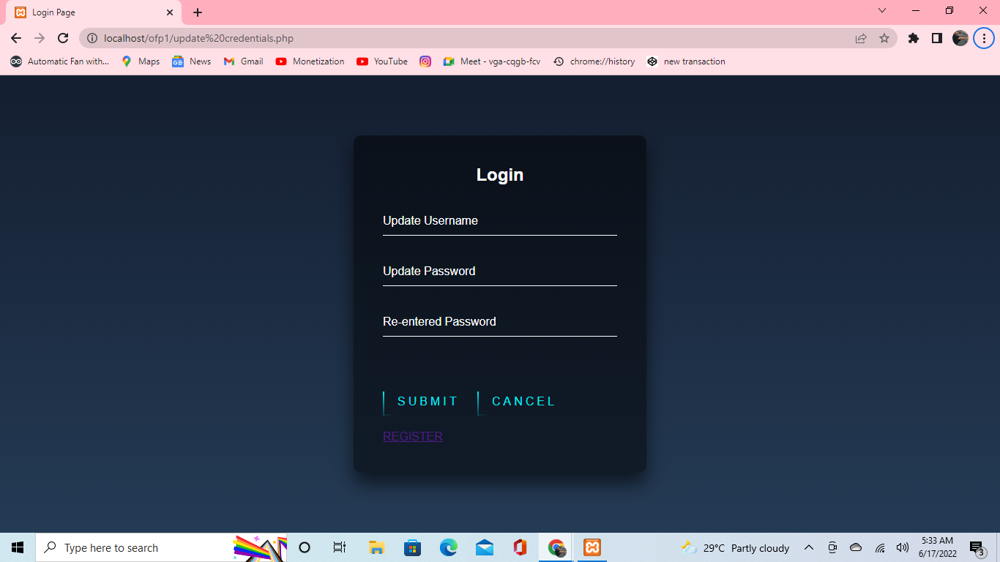 Login Page
localhost/ofp1/update%20credentials.php
Automatic Fan with... Maps News Gmail Monetization YouTube Meet - vga-cqgb-fcv chrome://history new transaction
Login
Update Username
Update Password
Re-entered Password
SUBMIT CANCEL
REGISTER
Type here to search
29°C Partly cloudy
5:33 AM
6/17/2022
3